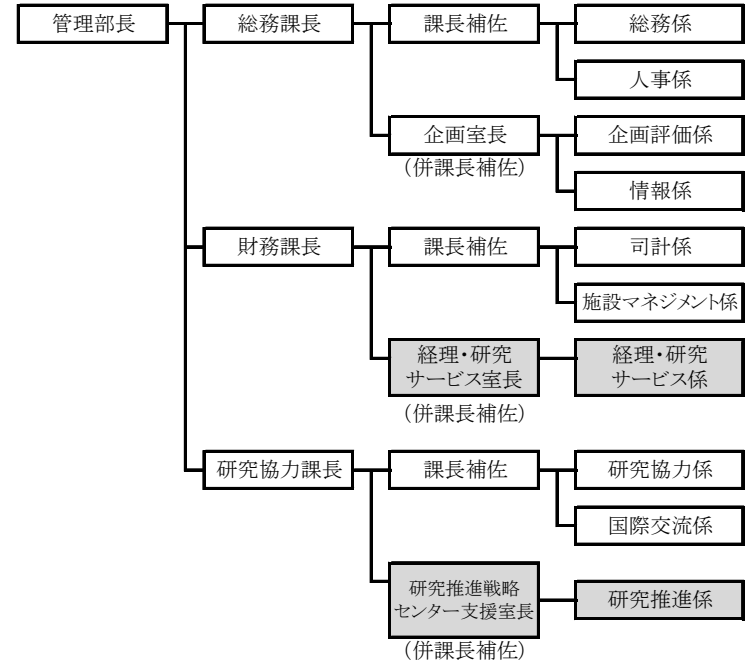 管理部長
総務課長
課長補佐
総務係
人事係
企画室長
(併課長補佐)
企画評価係
情報係
財務課長
課長補佐
司計係
施設マネジメント係
経理・研究
サービス室長
(併課長補佐)
経理・研究
サービス係
研究協力課長
課長補佐
研究協力係
国際交流係
研究推進戦略
センター支援室長
(併課長補佐)
研究推進係